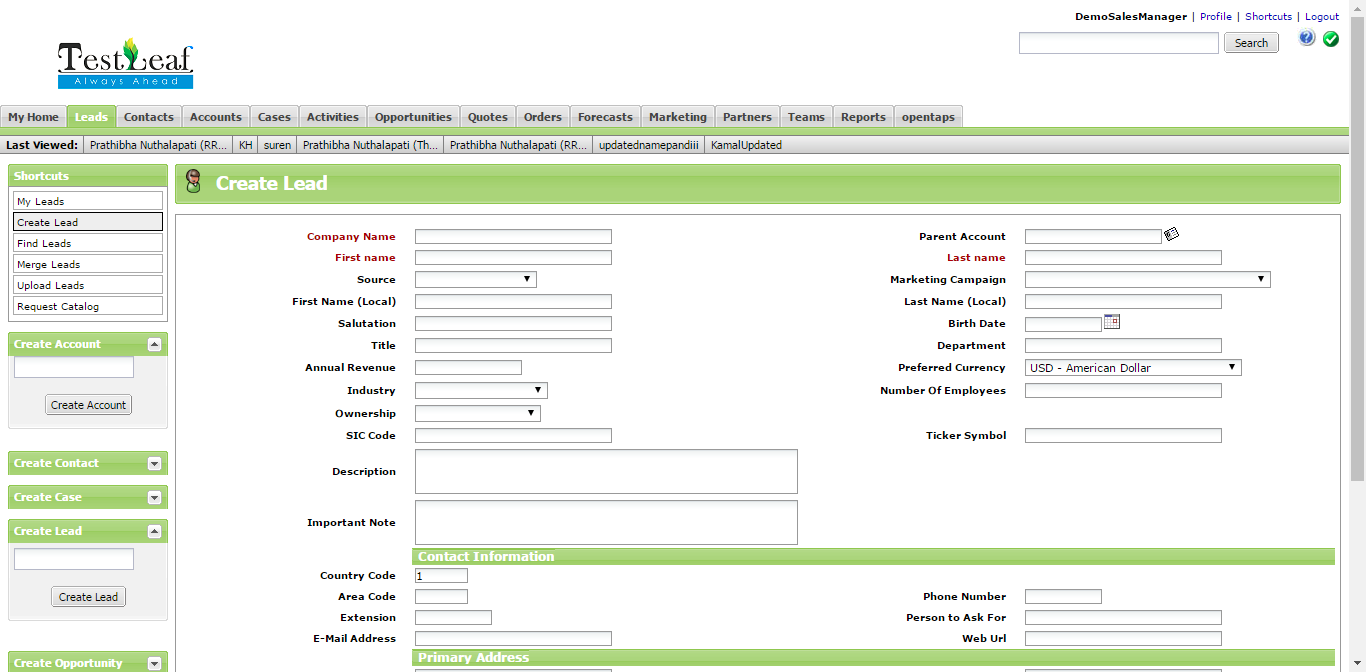 DemoSalesManager | Profile | Shortcuts | Logout
Search
TestLeaf
Always Ahead
My Home Leads Contacts Accounts Cases Activities Opportunities Quotes Orders Forecasts Marketing Partners Teams Reports opentaps
Last Viewed: Prathibha Nuthalapati (RR... KH suren Prathibha Nuthalapati (Th... Prathibha Nuthalapati (RR... updatednamepandiii KamalUpdated
Shortcuts
My Leads
Create Lead
Find Leads
Merge Leads
Upload Leads
Request Catalog
Create Account
Create Account
Create Contact
Create Case
Create Lead
Create Lead
Create Opportunity
Create Lead
Company Name Parent Account
First name Last name
Source Marketing Campaign
First Name (Local) Last Name (Local)
Salutation Birth Date
Title Department
Annual Revenue Preferred Currency USD - American Dollar
Industry Number Of Employees
Ownership
SIC Code Ticker Symbol
Description
Important Note
Contact Information
Country Code 1
Area Code Phone Number
Extension Person to Ask For
E-Mail Address Web Url
Primary Address